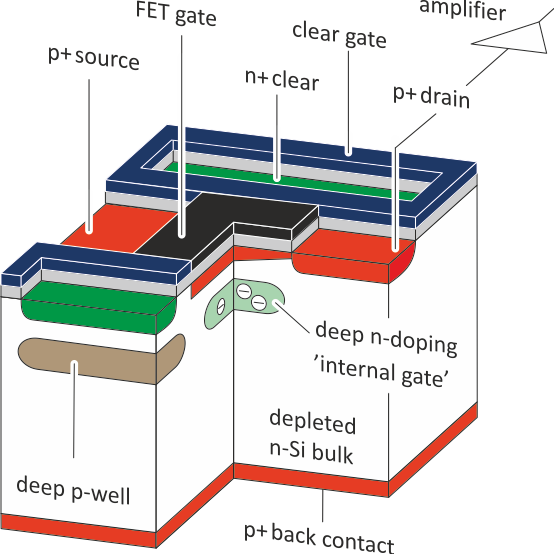 amplifier
FET gate
clear gate
p+ source
n+ clear
p+ drain
deep n-doping
'internal gate'
depleted
n-Si bulk
deep p-well
p+ back contact